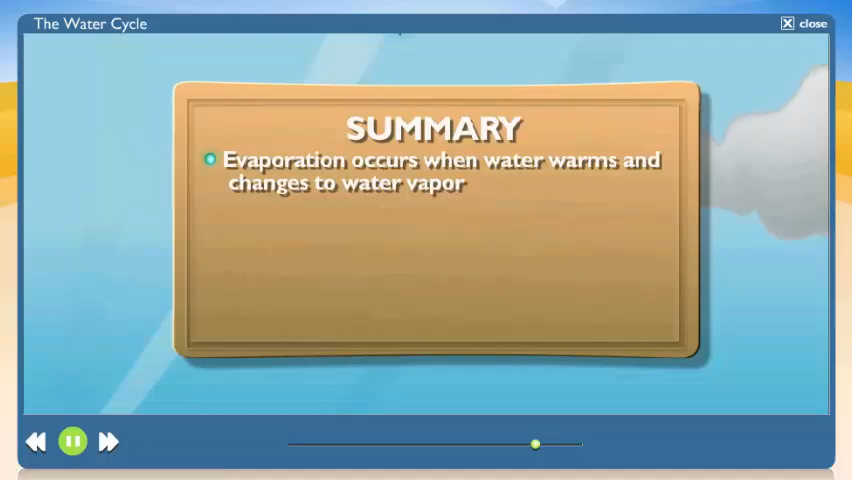 The Water Cycle
close
SUMMARY
Evaporation occurs when water warms and
changes to water vapor